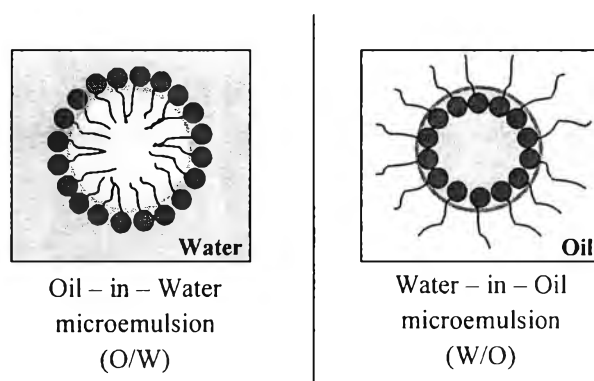 Water
Oil – in – Water
microemulsion
(O/W)
Oil
Water – in – Oil
microemulsion
(W/O)